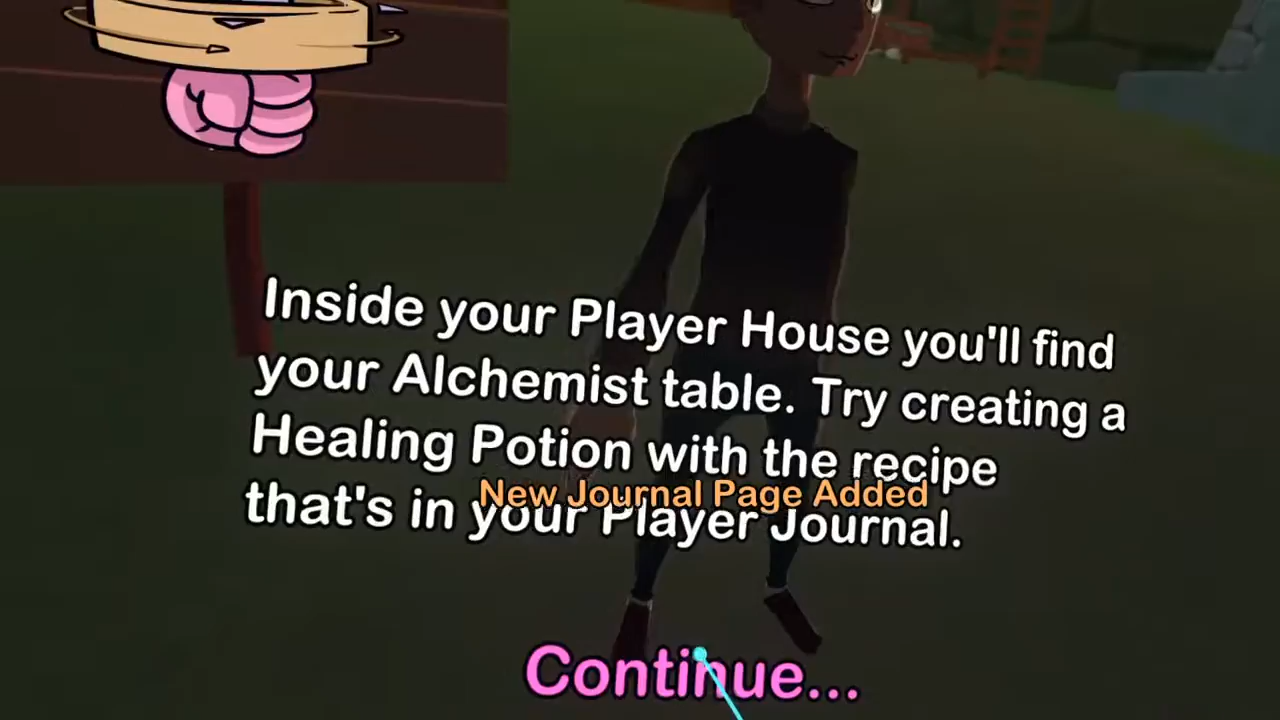 Inside your Player House you'll find
your Alchemist table. Try creating a
Healing Potion with the recipe
New Journal Page Added
that's in your Player Journal.
Continue...